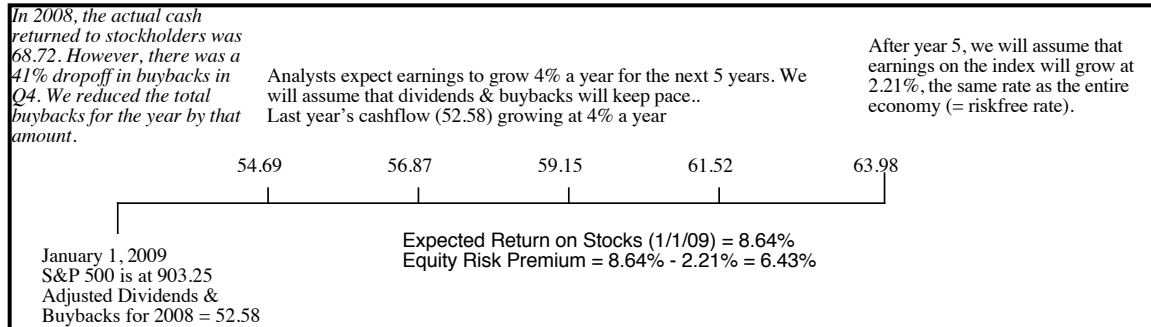 In 2008, the actual cash
returned to stockholders was
68.72. However, there was a
41% dropoff in buybacks in
Q4. We reduced the total
buybacks for the year by that
amount.
Analysts expect earnings to grow 4% a year for the next 5 years. We
will assume that dividends & buybacks will keep pace..
Last year's cashflow (52.58) growing at 4% a year
After year 5, we will assume that
earnings on the index will grow at
2.21%, the same rate as the entire
economy (= riskfree rate).
54.69 56.87 59.15 61.52 63.98
January 1, 2009
S&P 500 is at 903.25
Adjusted Dividends &
Buybacks for 2008 = 52.58
Expected Return on Stocks (1/1/09) = 8.64%
Equity Risk Premium = 8.64% - 2.21% = 6.43%